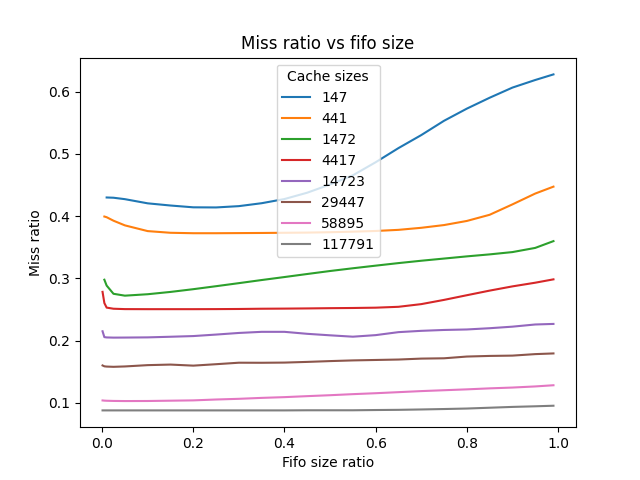 Miss ratio vs fifo size
Cache sizes
147
441
1472
4417
14723
29447
58895
117791
Miss ratio
0.6
0.5
0.4
0.3
0.2
0.1
0.0 0.2 0.4 0.6 0.8 1.0
Fifo size ratio